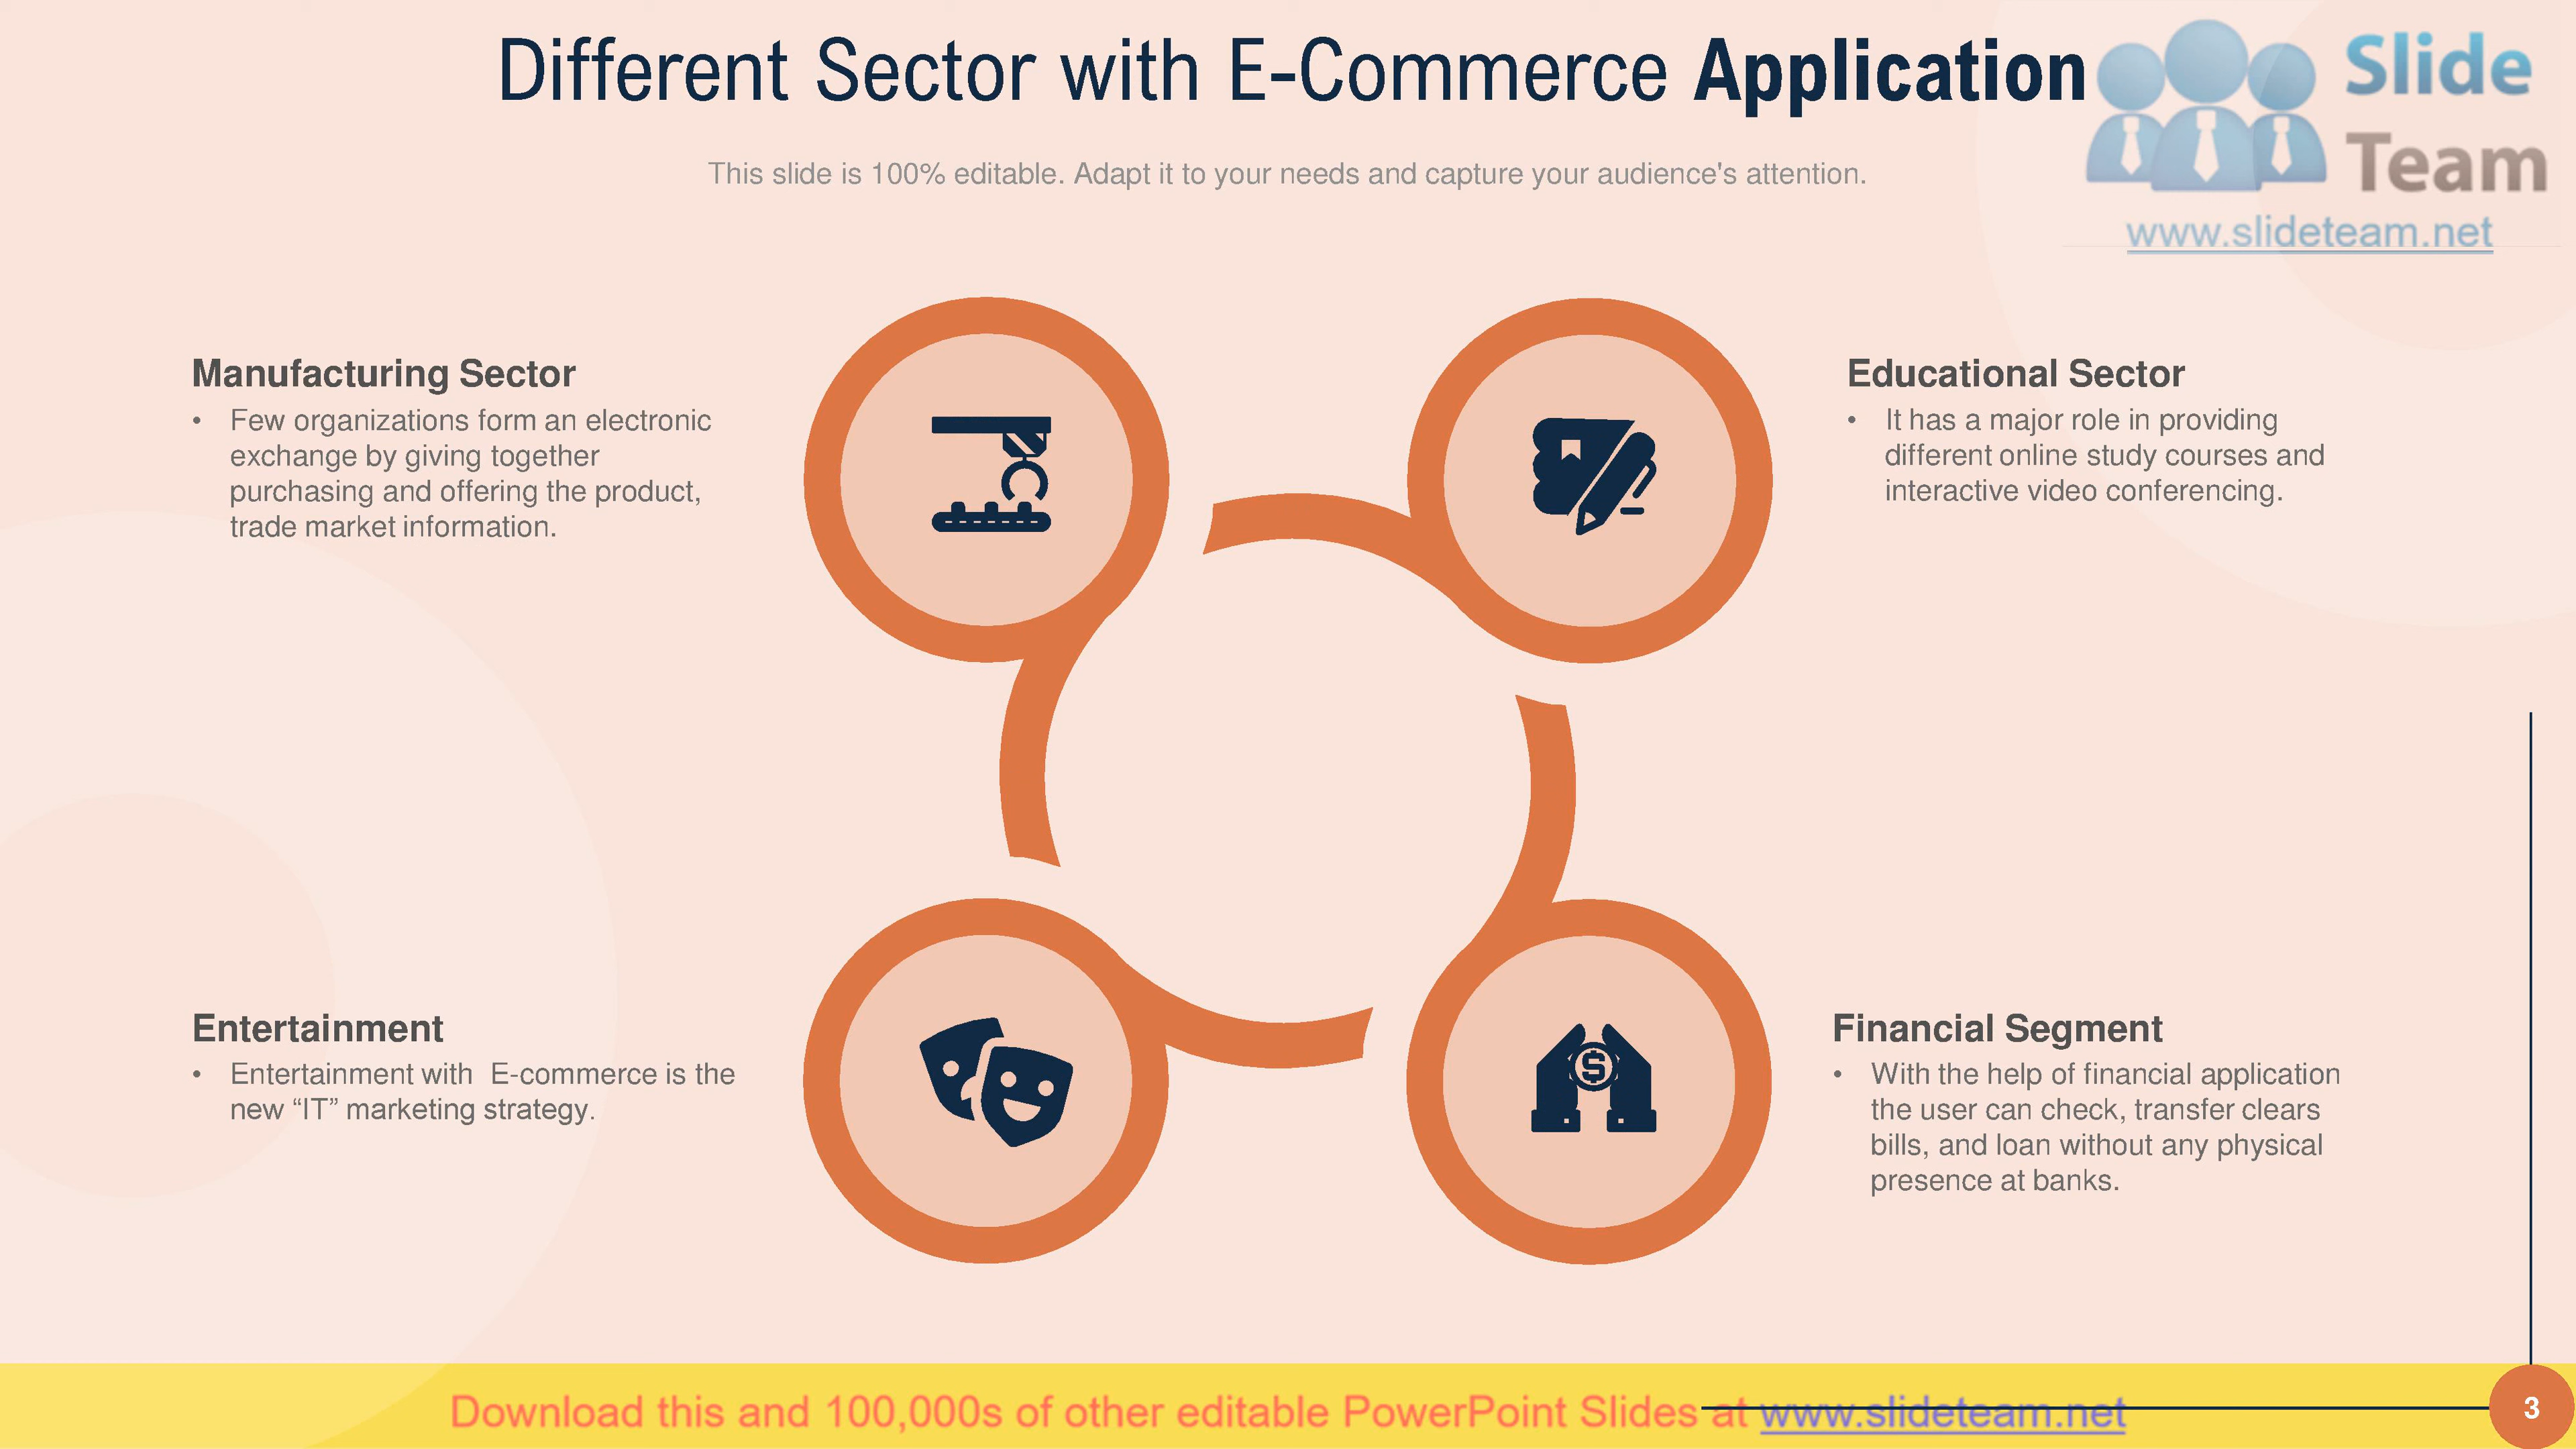 Different Sector with E-Commerce Application
Slide
Team
www.slideteam.net
This slide is 100% editable. Adapt it to your needs and capture your audience's attention.
Manufacturing Sector
• Few organizations form an electronic
exchange by giving together
purchasing and offering the product,
trade market information.
Educational Sector
• It has a major role in providing
different online study courses and
interactive video conferencing.
Entertainment
• Entertainment with  E-commerce is the
new “IT” marketing strategy.
$
Financial Segment
• With the help of financial application
the user can check, transfer clears
bills, and loan without any physical
presence at banks.
Download this and 100,000s of other editable PowerPoint Slides at www.slideteam.net
3